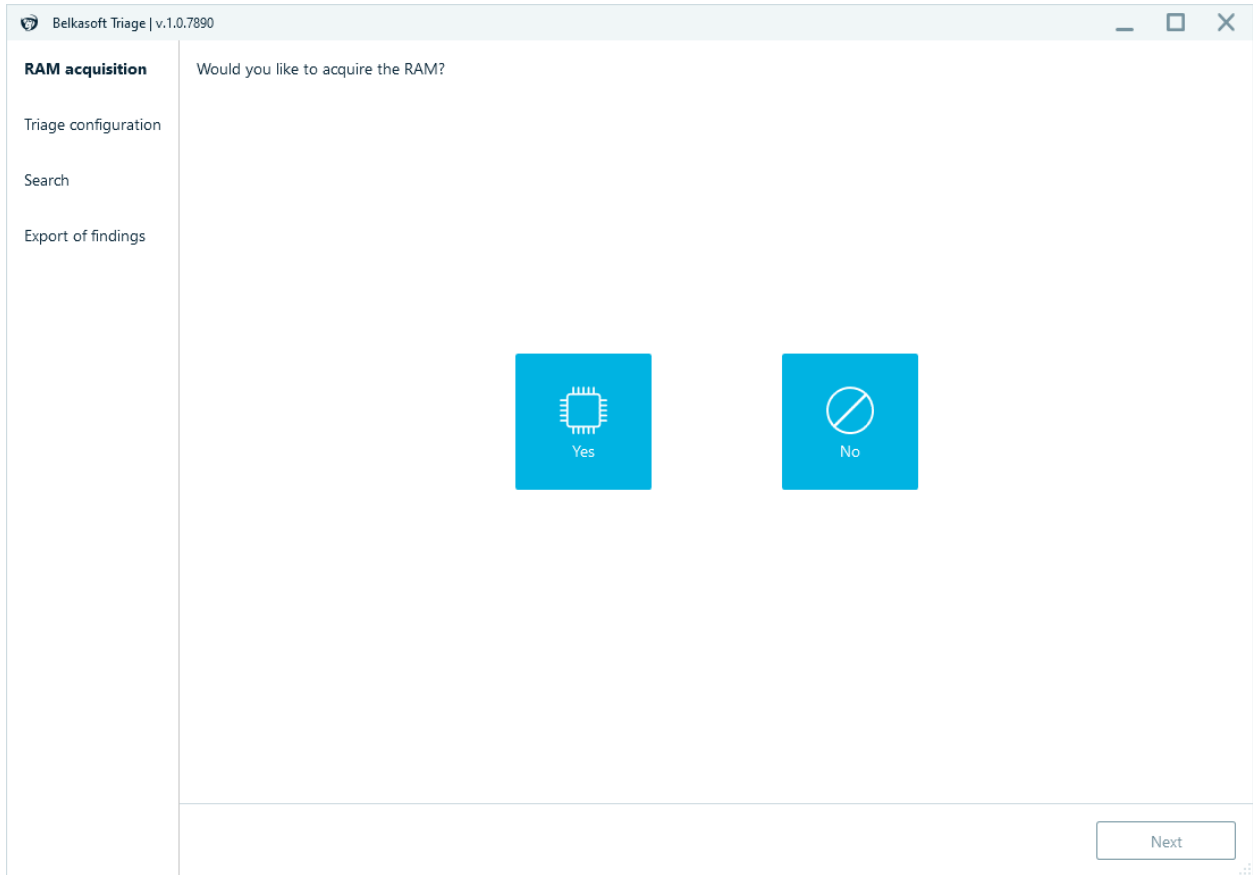 Belkasoft Triage | v.1.0.7890
RAM acquisition
Would you like to acquire the RAM?
Triage configuration
Search
Export of findings
Yes
No
Next